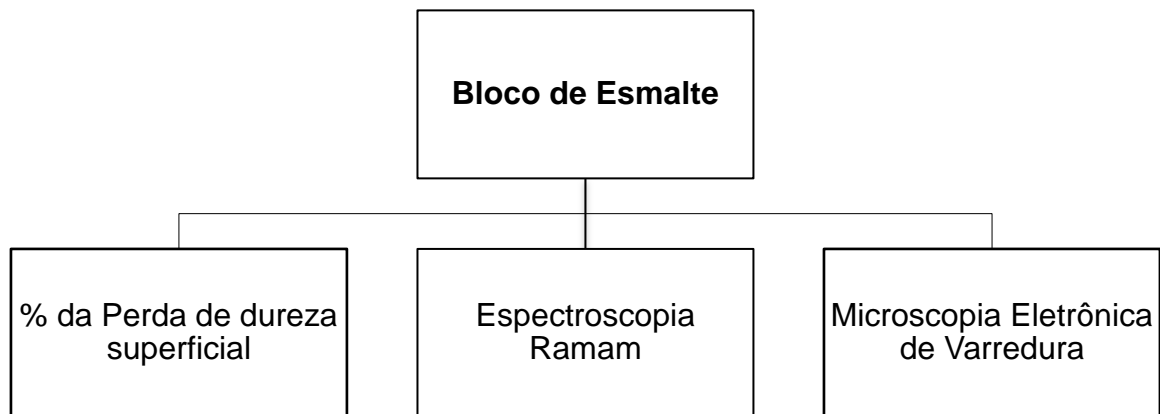 Bloco de Esmalte
% da Perda de dureza
superficial
Espectroscopia
Ramam
Microscopia Eletrônica
de Varredura